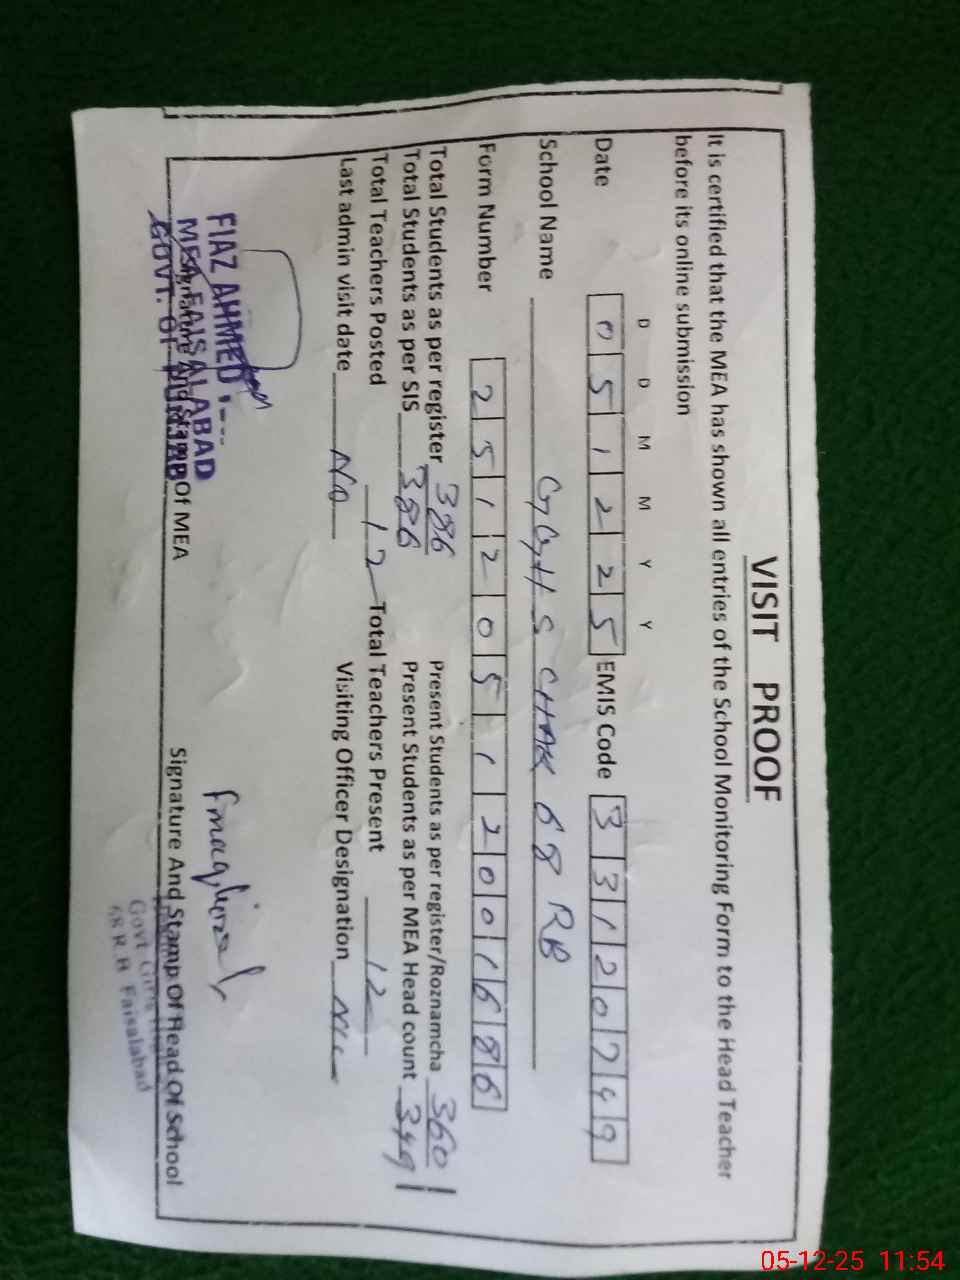 VISIT PROOF
It is certified that the MEA has shown all entries of the School Monitoring Form to the Head Teacher
before its online submission
D D M M Y Y
Date 0 5 1 2 2 5 EMIS Code 3 3 1 2 0 7 4 9
School Name GGHS CHAK 68 RB
Form Number 2 5 1 2 0 5 1 2 0 0 1 6 8 6
Total Students as per register 386 Present Students as per register/Roznamcha 360
Total Students as per SIS 386 Present Students as per MEA Head count 349
Total Teachers Posted 12 Total Teachers Present 12
Last admin visit date Visiting Officer Designation
FIAZ AHMED
MEA FAISALABAD
GOVT. OF PUNJAB
Signature And Stamp Of MEA Signature And Stamp Of Head Of School
Govt Girls
68 R.B Faisalabad
05-12-25 11:54